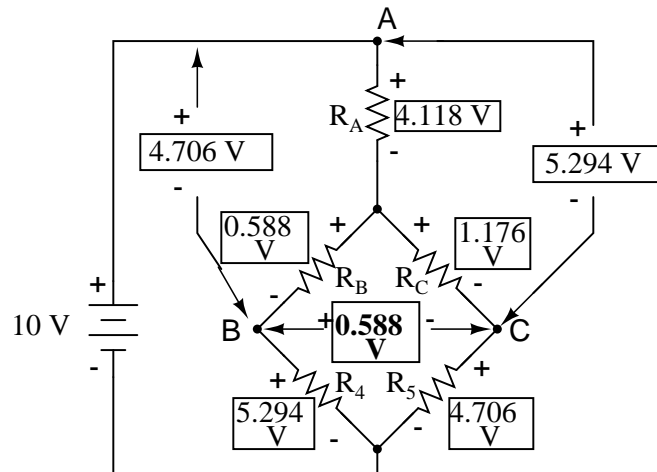 A
+
+
+
R_A 4.118 V
4.706 V
5.294 V
-
-
-
0.588 V
+
+
1.176 V
-
R_B
R_C
-
+
10 V
B
+
0.588 V
-
C
-
+
R_4
R_5
+
5.294 V
4.706 V
-
-